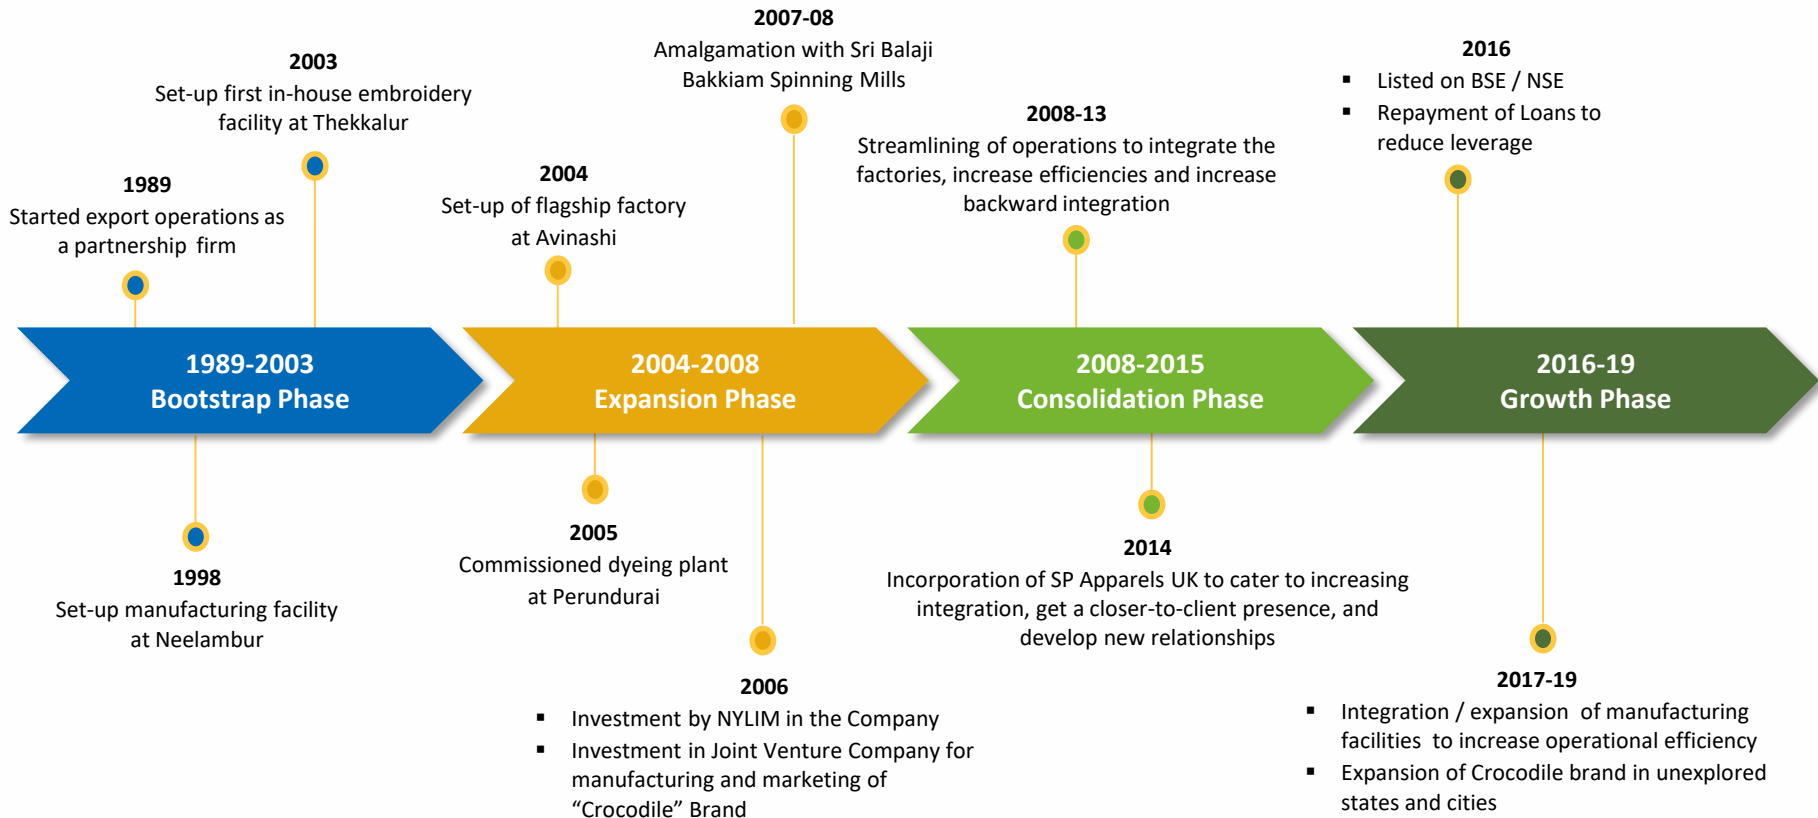 1989
Started export operations as
a partnership firm
2003
Set-up first in-house embroidery
facility at Thekkalur
2004
Set-up of flagship factory
at Avinashi
2007-08
Amalgamation with Sri Balaji
Bakkiam Spinning Mills
2008-13
Streamlining of operations to integrate the
factories, increase efficiencies and increase
backward integration
2016
▪ Listed on BSE / NSE
▪ Repayment of Loans to
reduce leverage
1989-2003
Bootstrap Phase
2004-2008
Expansion Phase
2008-2015
Consolidation Phase
2016-19
Growth Phase
1998
Set-up manufacturing facility
at Neelambur
2005
Commissioned dyeing plant
at Perundurai
2006
▪ Investment by NYLIM in the Company
▪ Investment in Joint Venture Company for
manufacturing and marketing of
“Crocodile” Brand
2014
Incorporation of SP Apparels UK to cater to increasing
integration, get a closer-to-client presence, and
develop new relationships
2017-19
▪ Integration / expansion of manufacturing
facilities to increase operational efficiency
▪ Expansion of Crocodile brand in unexplored
states and cities